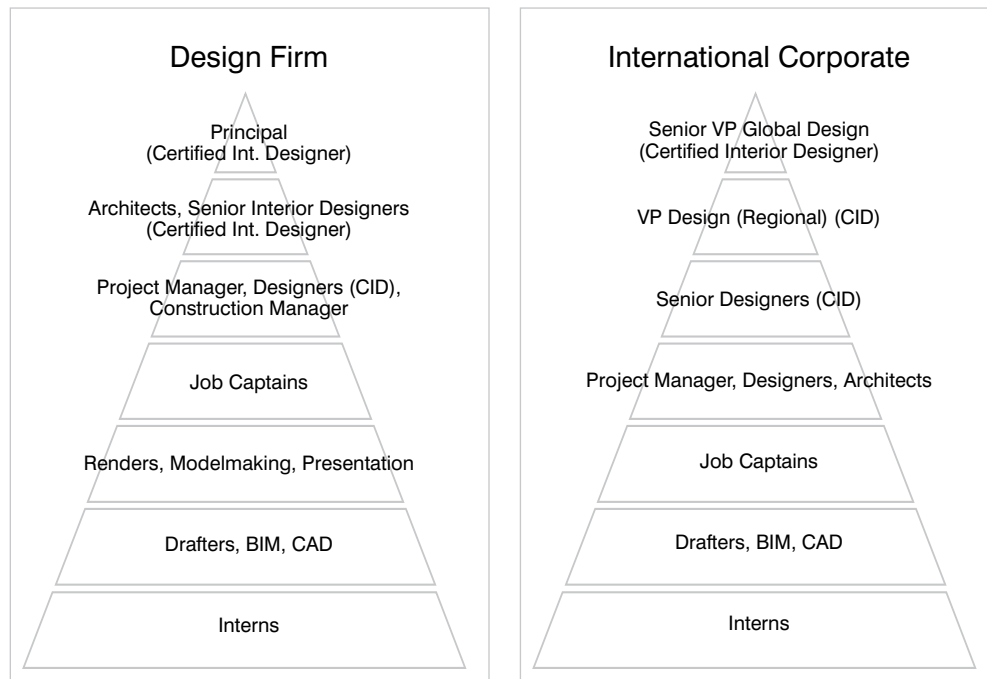 Design Firm
Principal
(Certified Int. Designer)
Architects, Senior Interior Designers
(Certified Int. Designer)
Project Manager, Designers (CID),
Construction Manager
Job Captains
Renders, Modelmaking, Presentation
Drafters, BIM, CAD
Interns
International Corporate
Senior VP Global Design
(Certified Interior Designer)
VP Design (Regional) (CID)
Senior Designers (CID)
Project Manager, Designers, Architects
Job Captains
Drafters, BIM, CAD
Interns